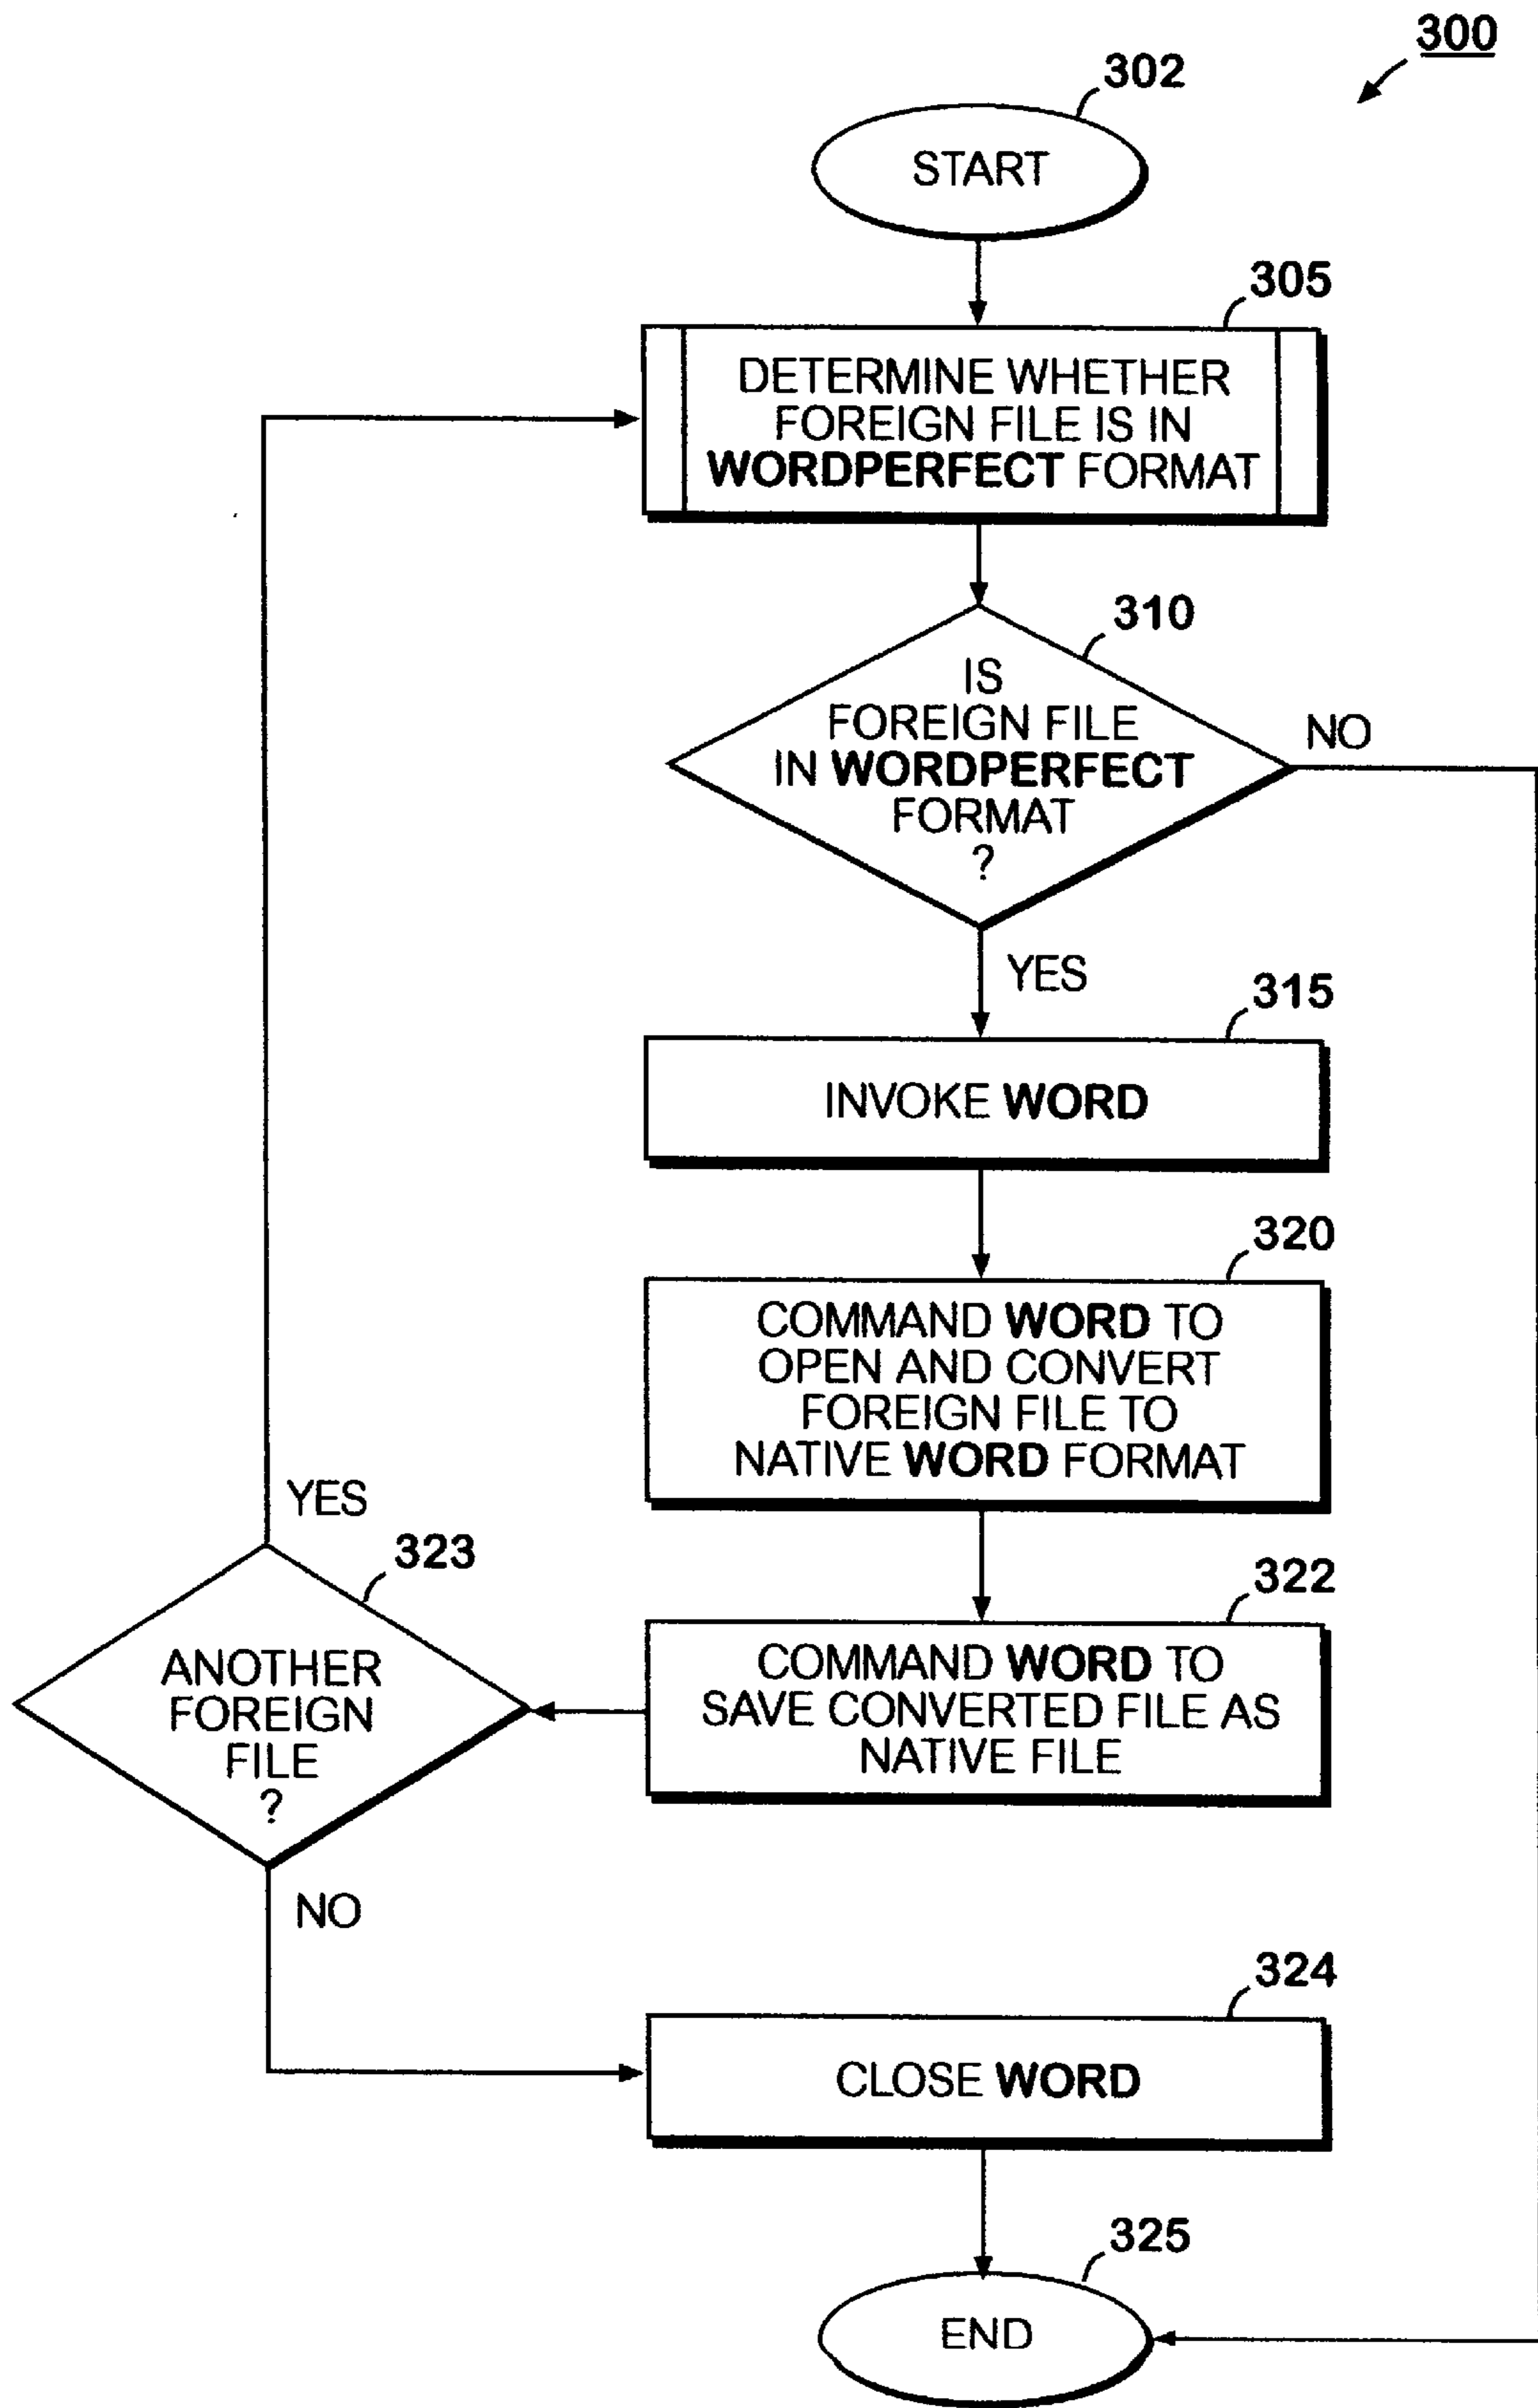 300
302
START
305
DETERMINE WHETHER
FOREIGN FILE IS IN
WORDPERFECT FORMAT
310
IS
FOREIGN FILE
IN WORDPERFECT
FORMAT
?
NO
YES
315
INVOKE WORD
320
COMMAND WORD TO
OPEN AND CONVERT
FOREIGN FILE TO
NATIVE WORD FORMAT
YES
323
ANOTHER
FOREIGN
FILE
?
322
COMMAND WORD TO
SAVE CONVERTED FILE AS
NATIVE FILE
NO
324
CLOSE WORD
325
END